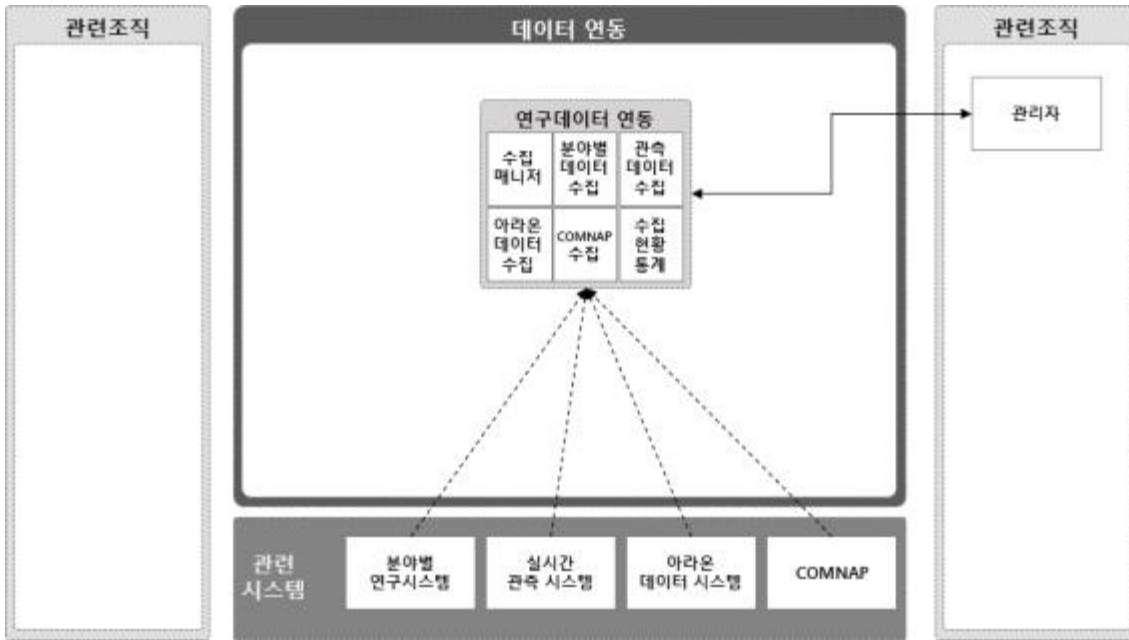 관련조직
데이터 연동
관련조직
관리자
연구데이터 연동
수집
매니저
분야별
데이터
수집
관측
데이터
수집
아라온
데이터
수집
COMNAP
수집
수집
현황
통계
관련
시스템
분야별
연구시스템
실시간
관측 시스템
아라온
데이터 시스템
COMNAP